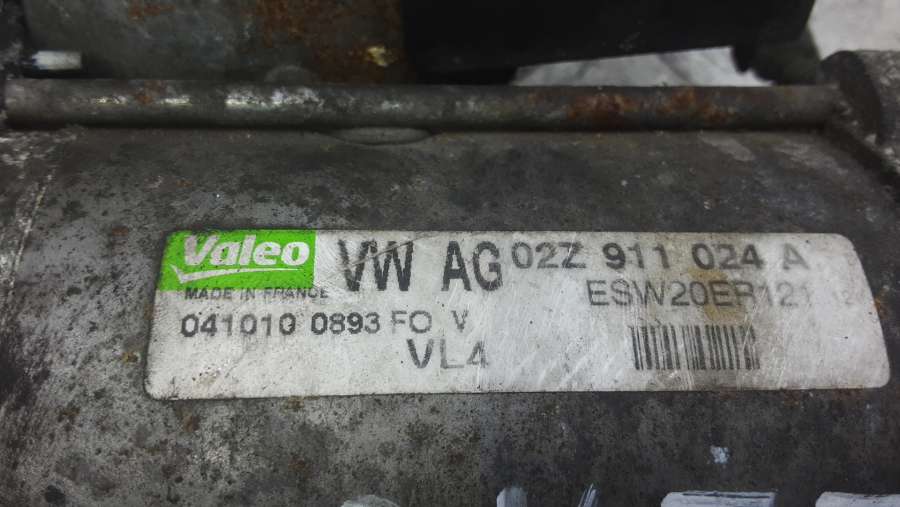 Valeo VW AG 02Z 911 024 A
MADE IN FRANCE ESW20ER121
041010 0893 FO V
VL4